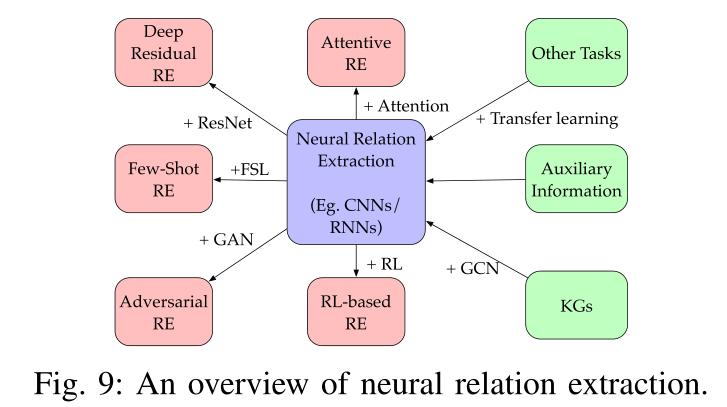 Deep
Residual
RE
Attentive
RE
Other Tasks
+ ResNet
+ Attention
+ Transfer learning
Few-Shot
RE
+FSL
Neural Relation
Extraction
(Eg. CNNs/
RNNs)
Auxiliary
Information
+ GAN
+ RL
+ GCN
Adversarial
RE
RL-based
RE
KGs
Fig. 9: An overview of neural relation extraction.